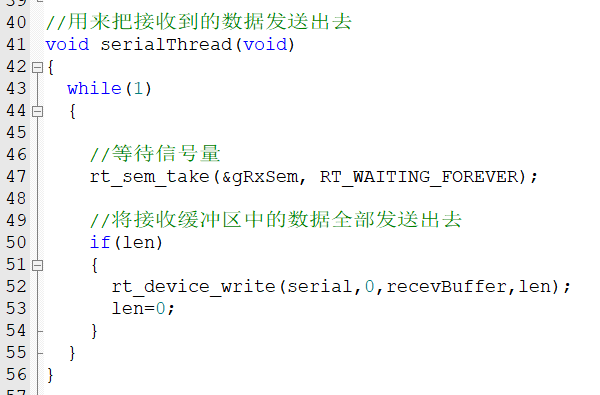 40 //用来把接收到的数据发送出去
41 void serialThread(void)
42 {
43   while(1)
44   {
45
46     //等待信号量
47     rt_sem_take(&gRxSem, RT_WAITING_FOREVER);
48
49     //将接收缓冲区中的数据全部发送出去
50     if(len)
51     {
52       rt_device_write(serial,0,recevBuffer,len);
53       len=0;
54     }
55   }
56 }